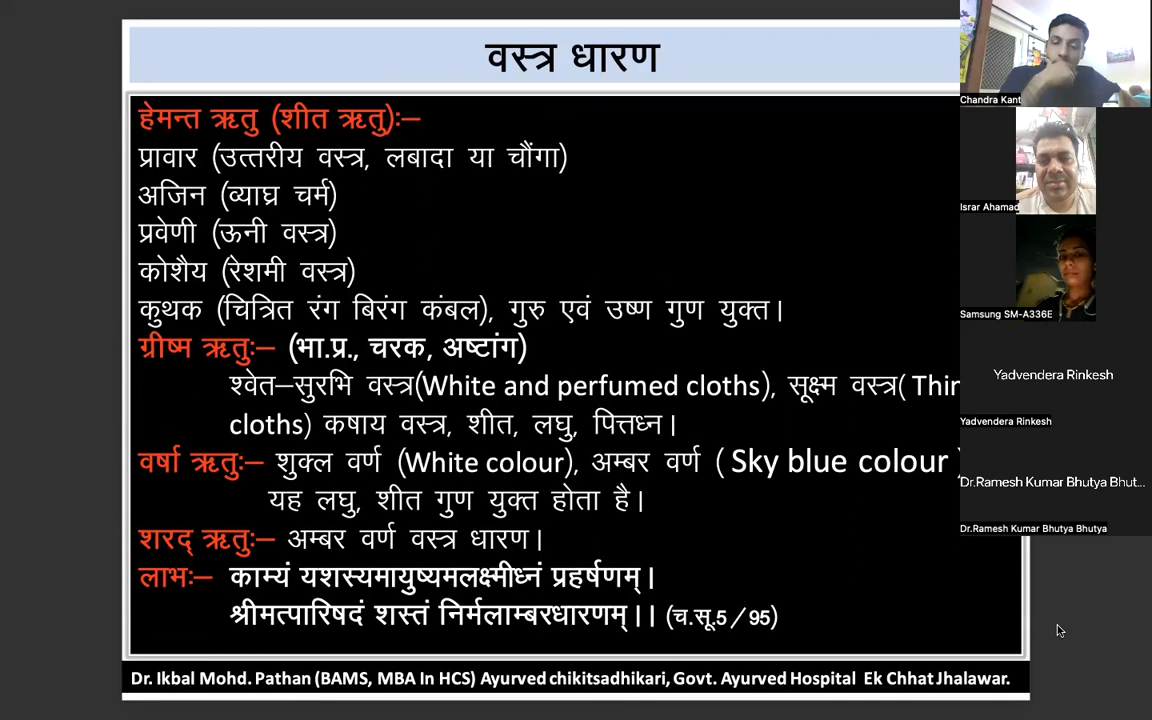 वस्त्र धारण
हेमन्त ऋतु (शीत ऋतु):–
प्रावार (उत्तरीय वस्त्र, लबादा या चौंगा)
अजिन (व्याघ्र चर्म)
प्रवेणी (ऊनी वस्त्र)
कोशैय (रेशमी वस्त्र)
कुथक (चित्रित रंग बिरंग कंबल), गुरु एवं उष्ण गुण युक्त।
ग्रीष्म ऋतुः– (भा.प्र., चरक, अष्टांग)
श्वेत–सुरभि वस्त्र(White and perfumed cloths), सूक्ष्म वस्त्र( Thin
cloths) कषाय वस्त्र, शीत, लघु, पित्तध्न।
वर्षा ऋतुः– शुक्ल वर्ण (White colour), अम्बर वर्ण ( Sky blue colour )
यह लघु, शीत गुण युक्त होता है।
शरद् ऋतुः– अम्बर वर्ण वस्त्र धारण।
लाभः– काम्यं यशस्यमायुष्यमलक्ष्मीध्नं प्रहर्षणम्।
श्रीमत्पारिषदं शस्तं निर्मलाम्बरधारणम्।। (च.सू.5/95)
Dr. Ikbal Mohd. Pathan (BAMS, MBA In HCS) Ayurved chikitsadhikari, Govt. Ayurved Hospital Ek Chhat Jhalawar.
Chandra Kant
Israr Ahamad
Samsung SM-A336E
Yadvendera Rinkesh
Yadvendera Rinkesh
Dr.Ramesh Kumar Bhutya Bhut...
Dr.Ramesh Kumar Bhutya Bhutya